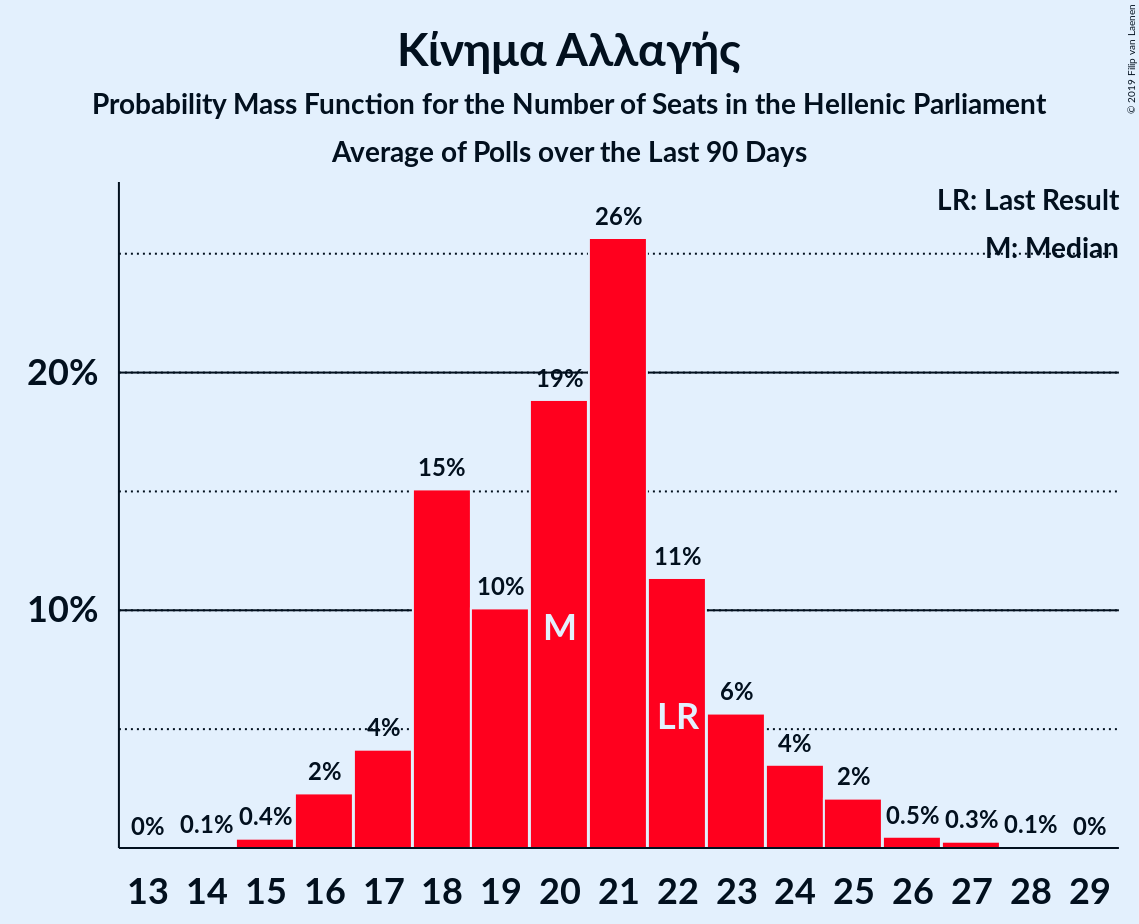 Κίνημα Αλλαγής
Probability Mass Function for the Number of Seats in the Hellenic Parliament
Average of Polls over the Last 90 Days
© 2019 Filip van Laenen
LR: Last Result
M: Median
26%
20%
19%
15%
11%
10%
10%
M
6%
LR
4%
4%
2%
2%
0%
0.1%
0.4%
0.5%
0.3%
0.1%
0%
13 14 15 16 17 18 19 20 21 22 23 24 25 26 27 28 29